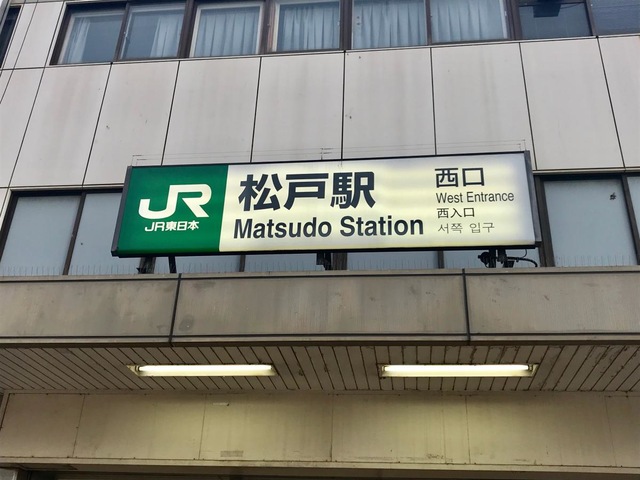 JR
JR東日本
松戸駅
Matsudo Station
西口
West Entrance
西入口
서쪽 입구